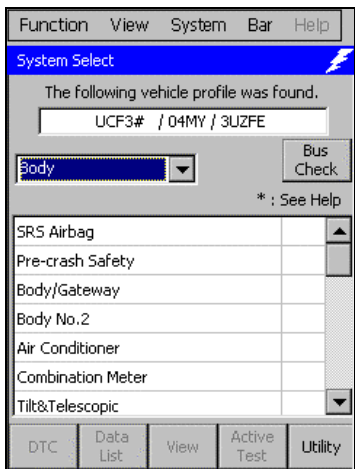 Function View System Bar Help
System Select
The following vehicle profile was found.
UCF3# / 04MY / 3UZFE
Body
Bus
Check
* : See Help
SRS Airbag
Pre-crash Safety
Body/Gateway
Body No.2
Air Conditioner
Combination Meter
Tilt&Telescopic
DTC Data List View Active Test Utility